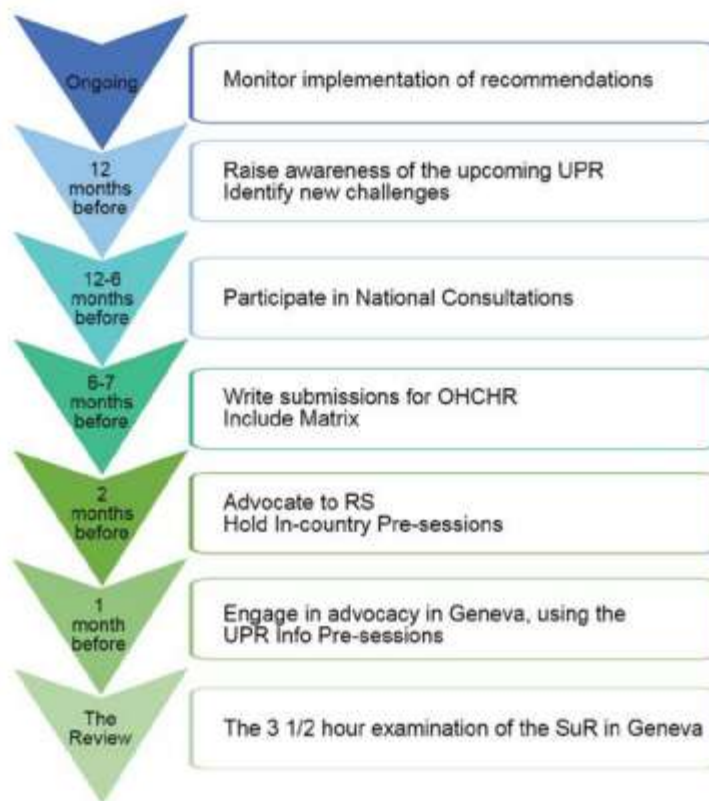 Ongoing
Monitor implementation of recommendations
12
months
before
Raise awareness of the upcoming UPR
Identify new challenges
12-6
months
before
Participate in National Consultations
6-7
months
before
Write submissions for OHCHR
Include Matrix
2
months
before
Advocate to RS
Hold In-country Pre-sessions
1
month
before
Engage in advocacy in Geneva, using the
UPR Info Pre-sessions
The
Review
The 3 1/2 hour examination of the SuR in Geneva